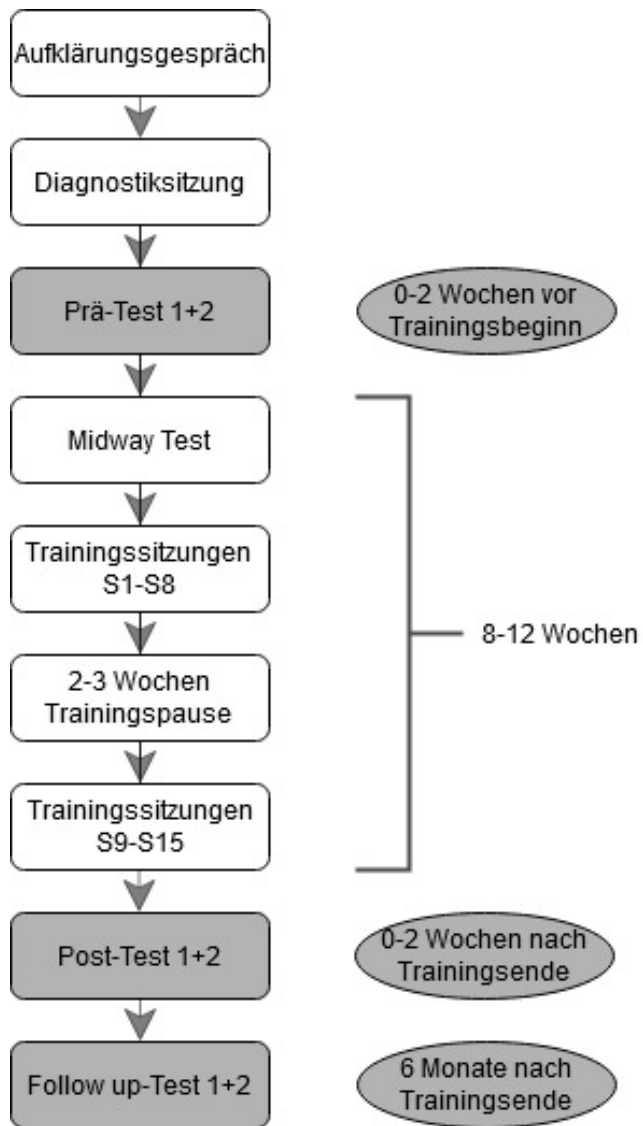 Aufklärungsgespräch
Diagnostiksitzung
Prä-Test 1+2
0-2 Wochen vor
Trainingsbeginn
Midway Test
Trainingssitzungen
S1-S8
2-3 Wochen
Trainingspause
Trainingssitzungen
S9-S15
8-12 Wochen
Post-Test 1+2
0-2 Wochen nach
Trainingsende
Follow up-Test 1+2
6 Monate nach
Trainingsende